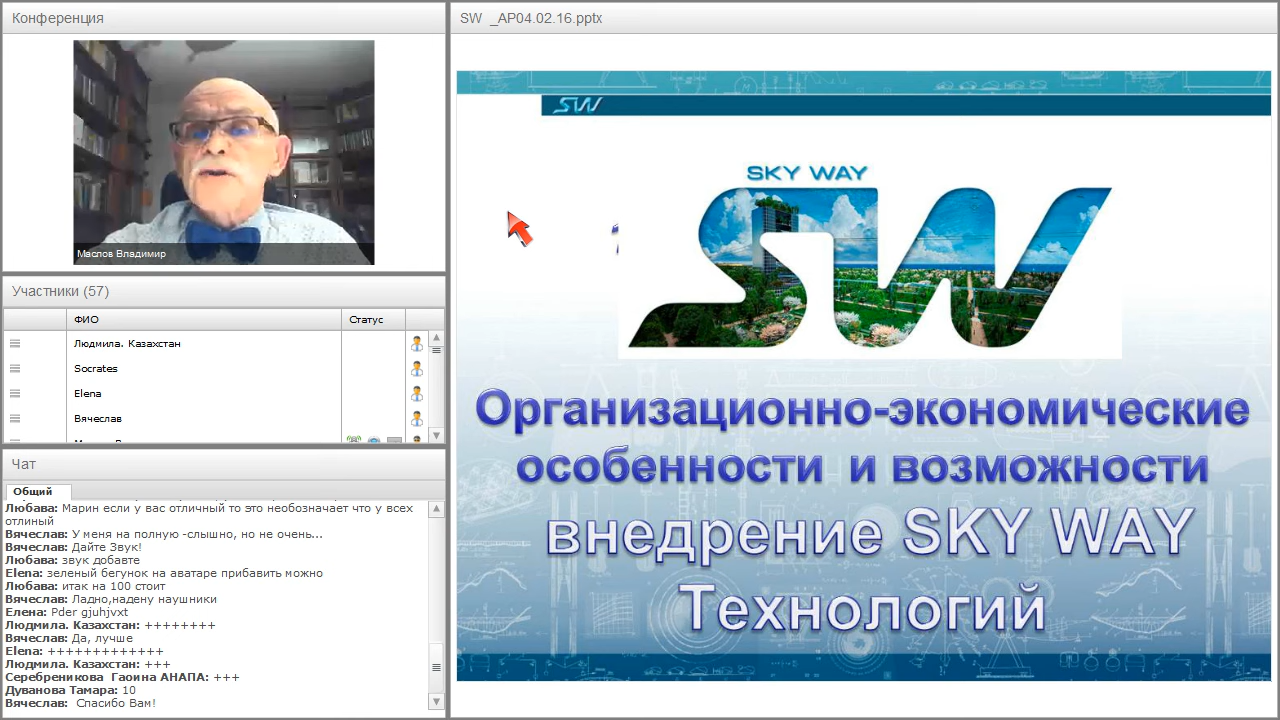 Конференция
Маслов Владимир
Участники (57)
ФИО
Статус
Людмила. Казахстан
Socrates
Elena
Вячеслав
Чат
Общий
Любава: Марин если у вас отличный то это необозначает что у всех
отлиный
Вячеслав: У меня на полную -слышно, но не очень...
Вячеслав: Дайте Звук!
Любава: звук добавте
Elena: зеленый бегунок на аватаре прибавить можно
Любава: итак на 100 стоит
Вячеслав: Ладно,надену наушники
Елена: Pder gjuhjvxt
Людмила. Казахстан: ++++++++
Вячеслав: Да, лучше
Elena: +++++++++++++
Людмила. Казахстан: +++
Серебреникова Галина АНАПА: +++
Дуванова Тамара: 10
Вячеслав: Спасибо Вам!
SW _AP04.02.16.pptx
SW
SKY WAY
SW
Организационно-экономические
особенности и возможности
внедрение SKY WAY
Технологий